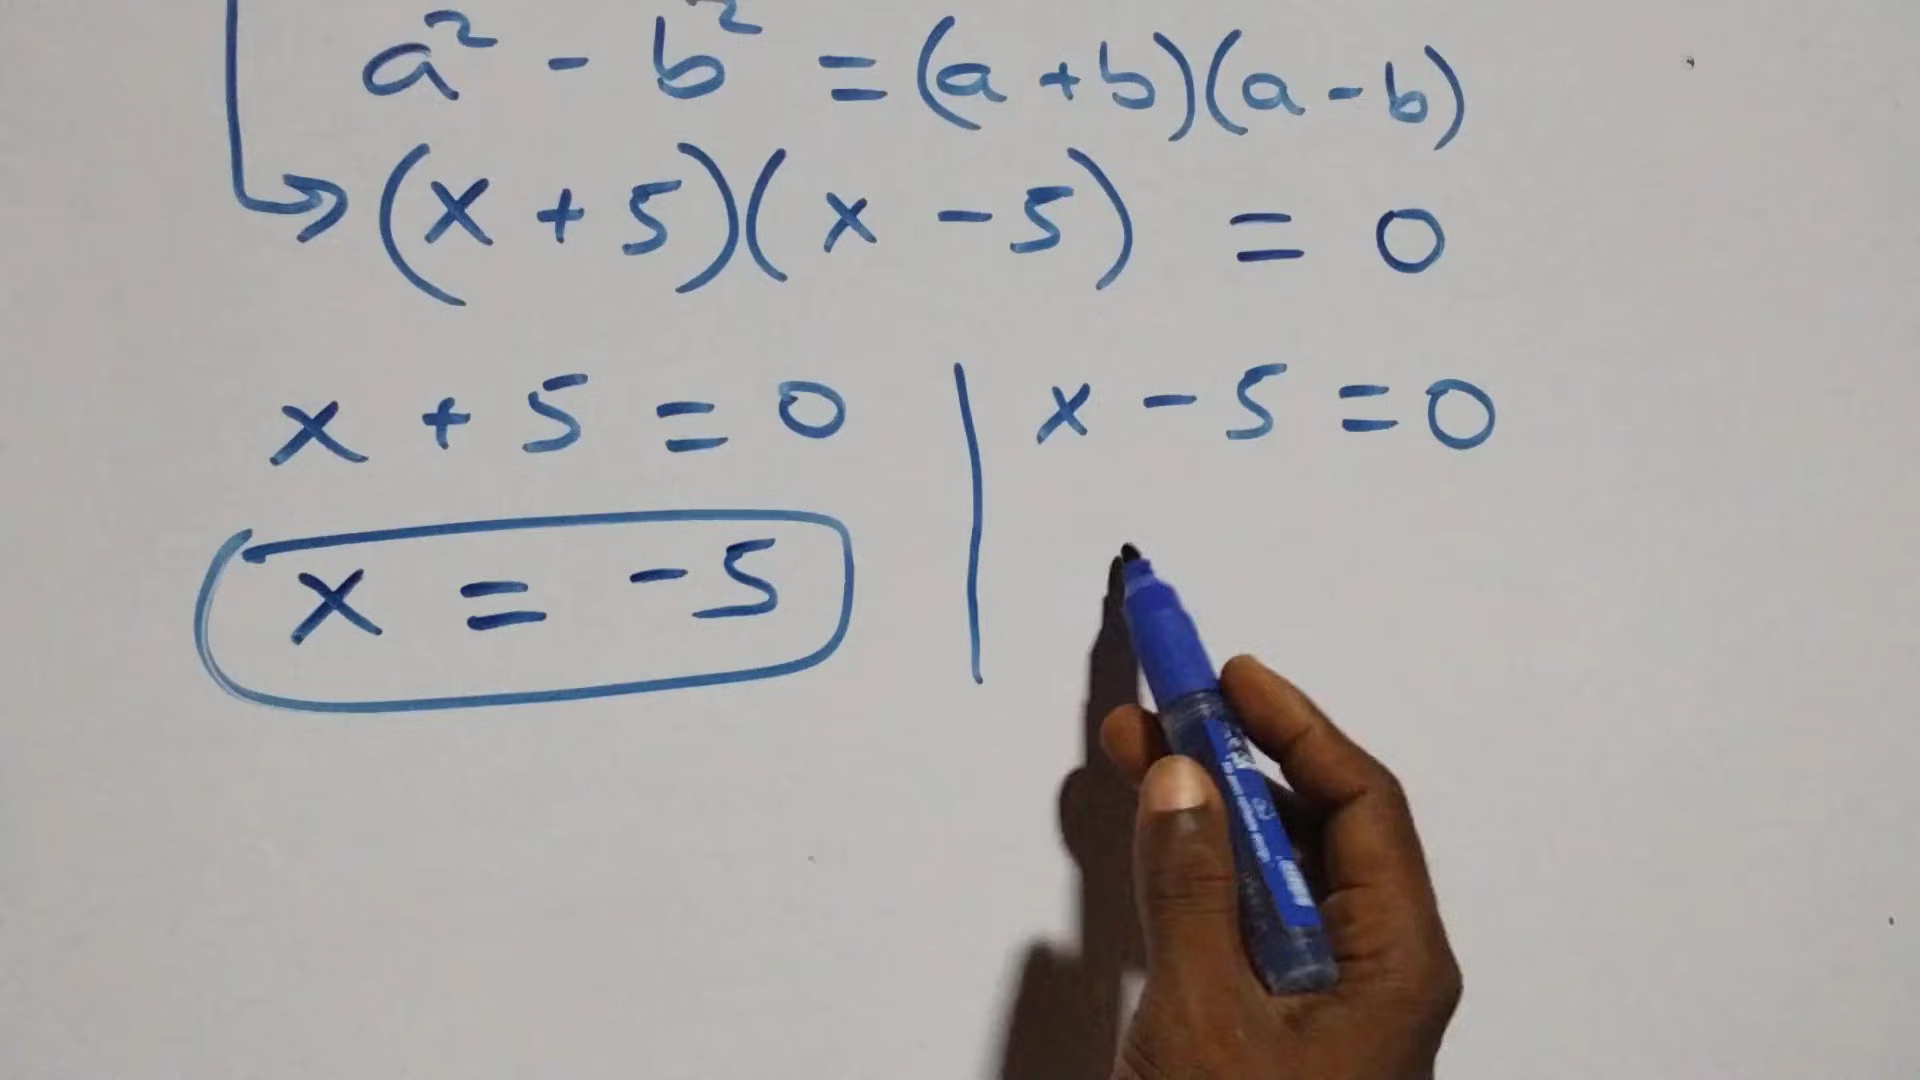 a² - b² = (a + b)(a - b)
(x + 5)(x - 5) = 0
x + 5 = 0 | x - 5 = 0
x = -5